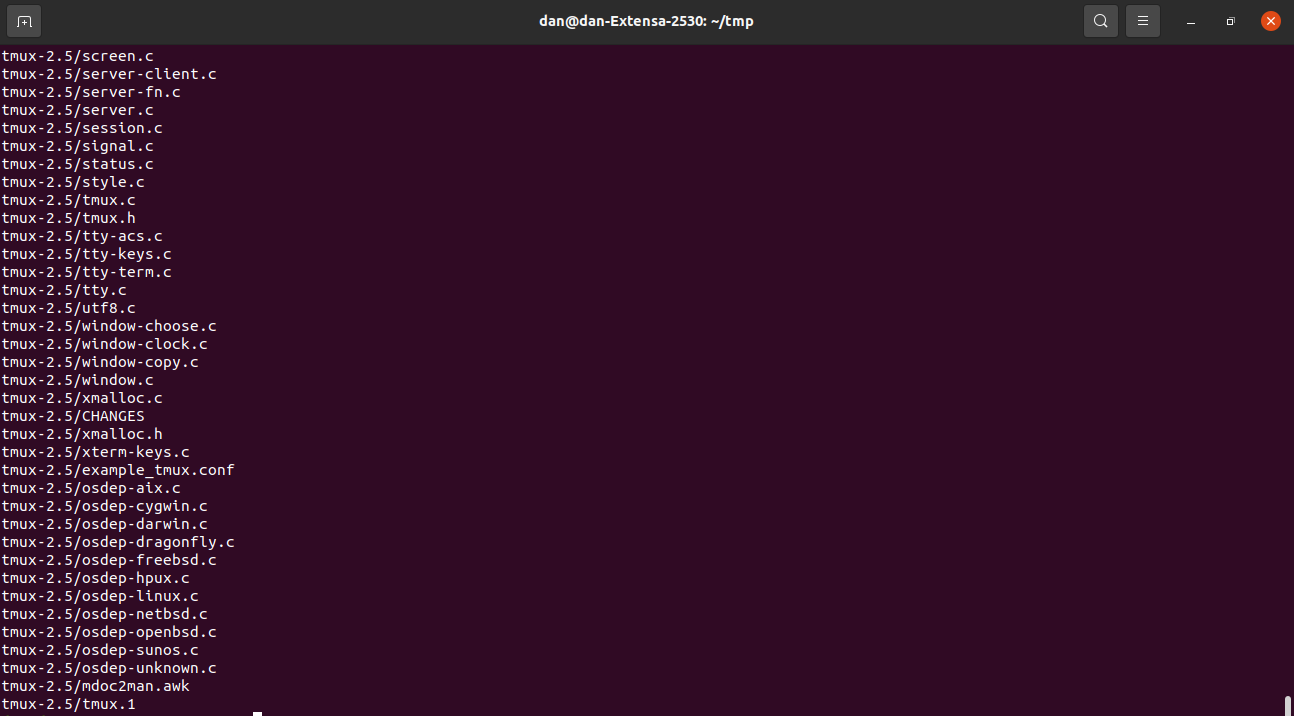 dan@dan-Extensa-2530: ~/tmp
tmux-2.5/screen.c
tmux-2.5/server-client.c
tmux-2.5/server-fn.c
tmux-2.5/server.c
tmux-2.5/session.c
tmux-2.5/signal.c
tmux-2.5/status.c
tmux-2.5/style.c
tmux-2.5/tmux.c
tmux-2.5/tmux.h
tmux-2.5/tty-acs.c
tmux-2.5/tty-keys.c
tmux-2.5/tty-term.c
tmux-2.5/tty.c
tmux-2.5/utf8.c
tmux-2.5/window-choose.c
tmux-2.5/window-clock.c
tmux-2.5/window-copy.c
tmux-2.5/window.c
tmux-2.5/xmalloc.c
tmux-2.5/CHANGES
tmux-2.5/xmalloc.h
tmux-2.5/xterm-keys.c
tmux-2.5/example_tmux.conf
tmux-2.5/osdep-aix.c
tmux-2.5/osdep-cygwin.c
tmux-2.5/osdep-darwin.c
tmux-2.5/osdep-dragonfly.c
tmux-2.5/osdep-freebsd.c
tmux-2.5/osdep-hpux.c
tmux-2.5/osdep-linux.c
tmux-2.5/osdep-netbsd.c
tmux-2.5/osdep-openbsd.c
tmux-2.5/osdep-sunos.c
tmux-2.5/osdep-unknown.c
tmux-2.5/mdoc2man.awk
tmux-2.5/tmux.1